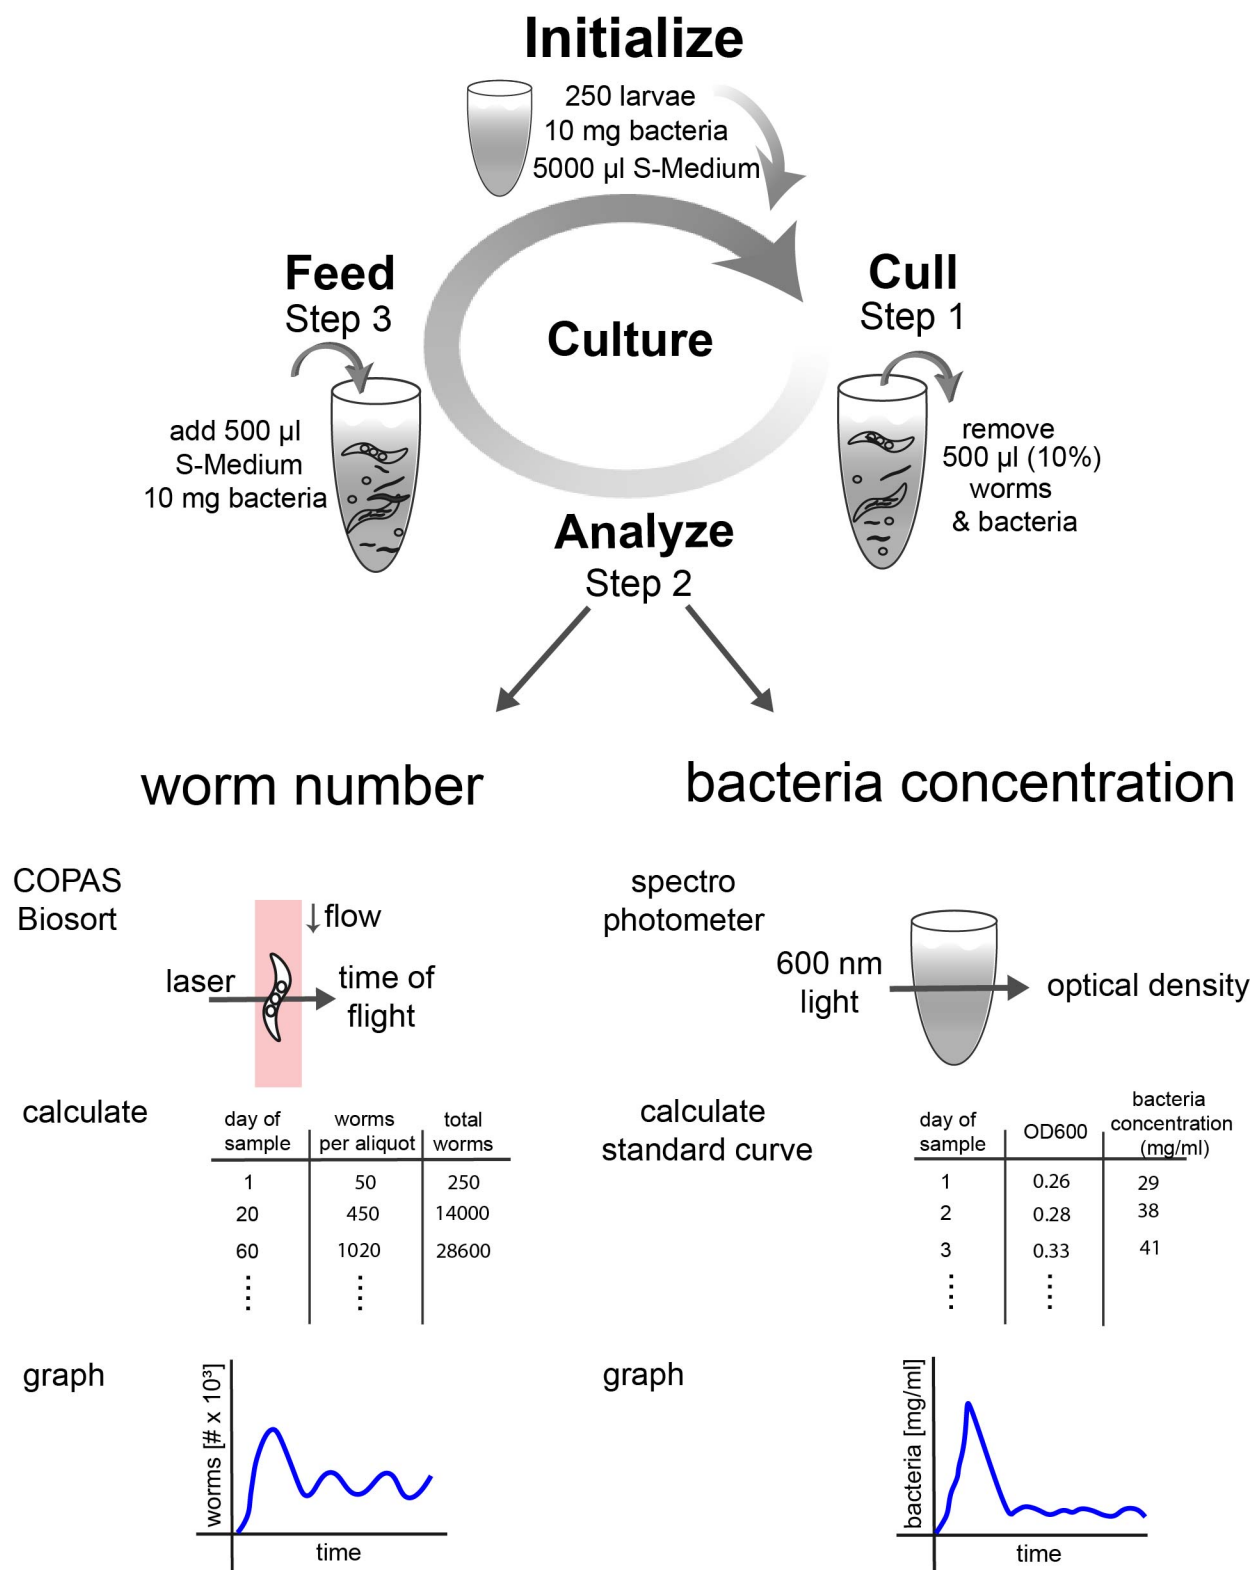 Initialize
250 larvae
10 mg bacteria
5000 µl S-Medium
Feed
Step 3
Cull
Step 1
Culture
add 500 µl
S-Medium
10 mg bacteria
remove
500 µl (10%)
worms
& bacteria
Analyze
Step 2
worm number
bacteria concentration
COPAS
Biosort
flow
laser
time of
flight
spectro
photometer
600 nm
light
optical density
calculate
day of
sample
worms
per aliquot
total
worms
1 50 250
20 450 14000
60 1020 28600
calculate
standard curve
day of
sample
OD600
bacteria
concentration
(mg/ml)
1 0.26 29
2 0.28 38
3 0.33 41
graph
worms [# x 10³]
time
graph
bacteria [mg/ml]
time